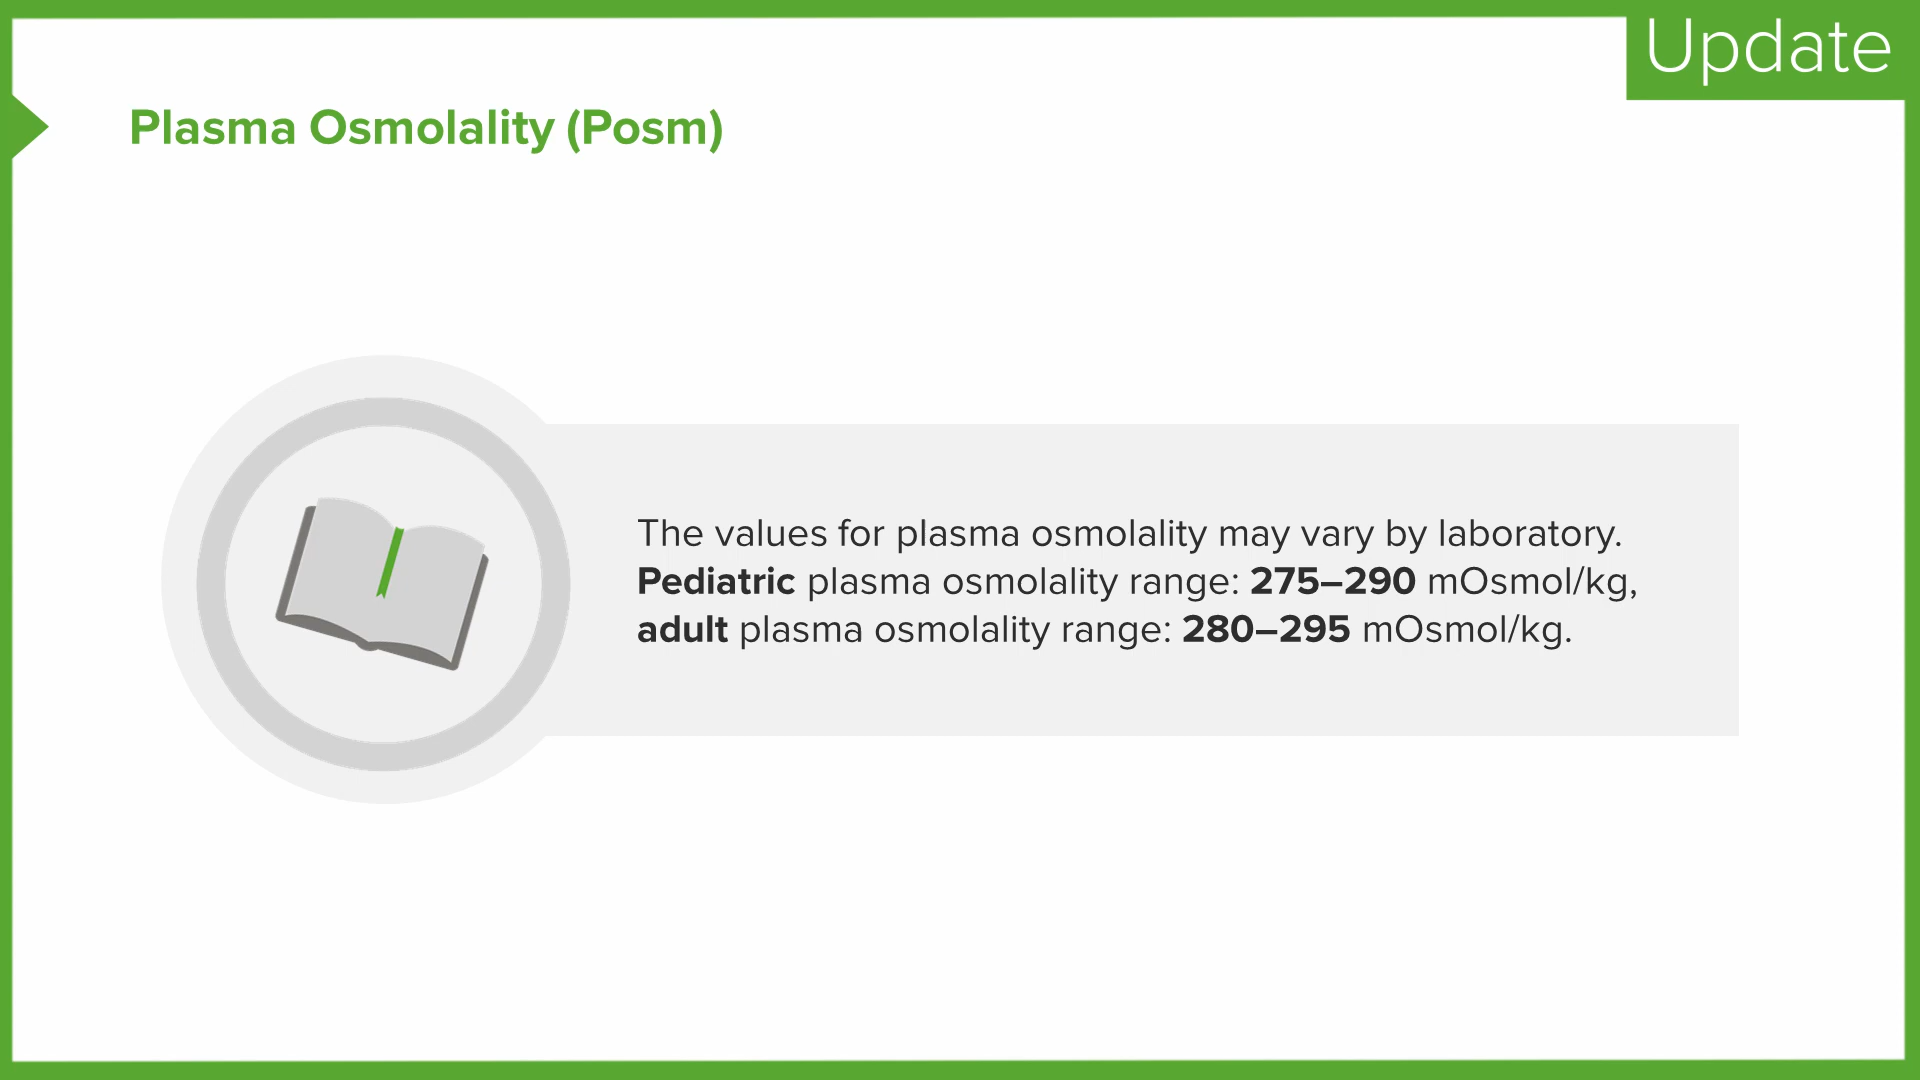 Update
Plasma Osmolality (Posm)
The values for plasma osmolality may vary by laboratory.
Pediatric plasma osmolality range: 275–290 mOsmol/kg,
adult plasma osmolality range: 280–295 mOsmol/kg.